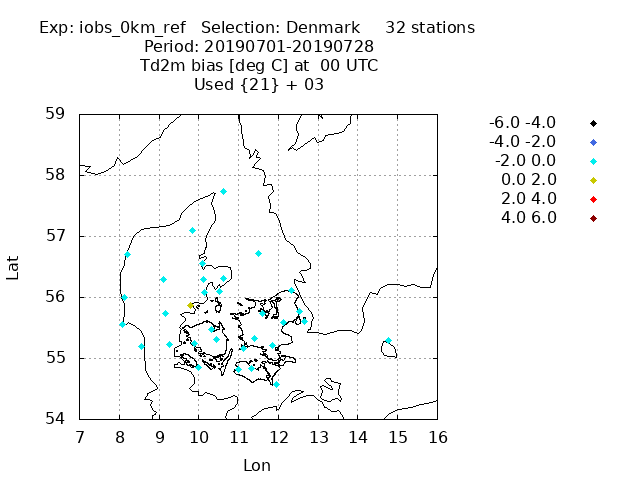 Exp: iobs_0km_ref   Selection: Denmark     32 stations
Period: 20190701-20190728
Td2m bias [deg C] at  00 UTC
Used {21} + 03
-6.0 -4.0
-4.0 -2.0
-2.0 0.0
0.0 2.0
2.0 4.0
4.0 6.0
59
58
57
56
55
54
Lat
7 8 9 10 11 12 13 14 15 16
Lon